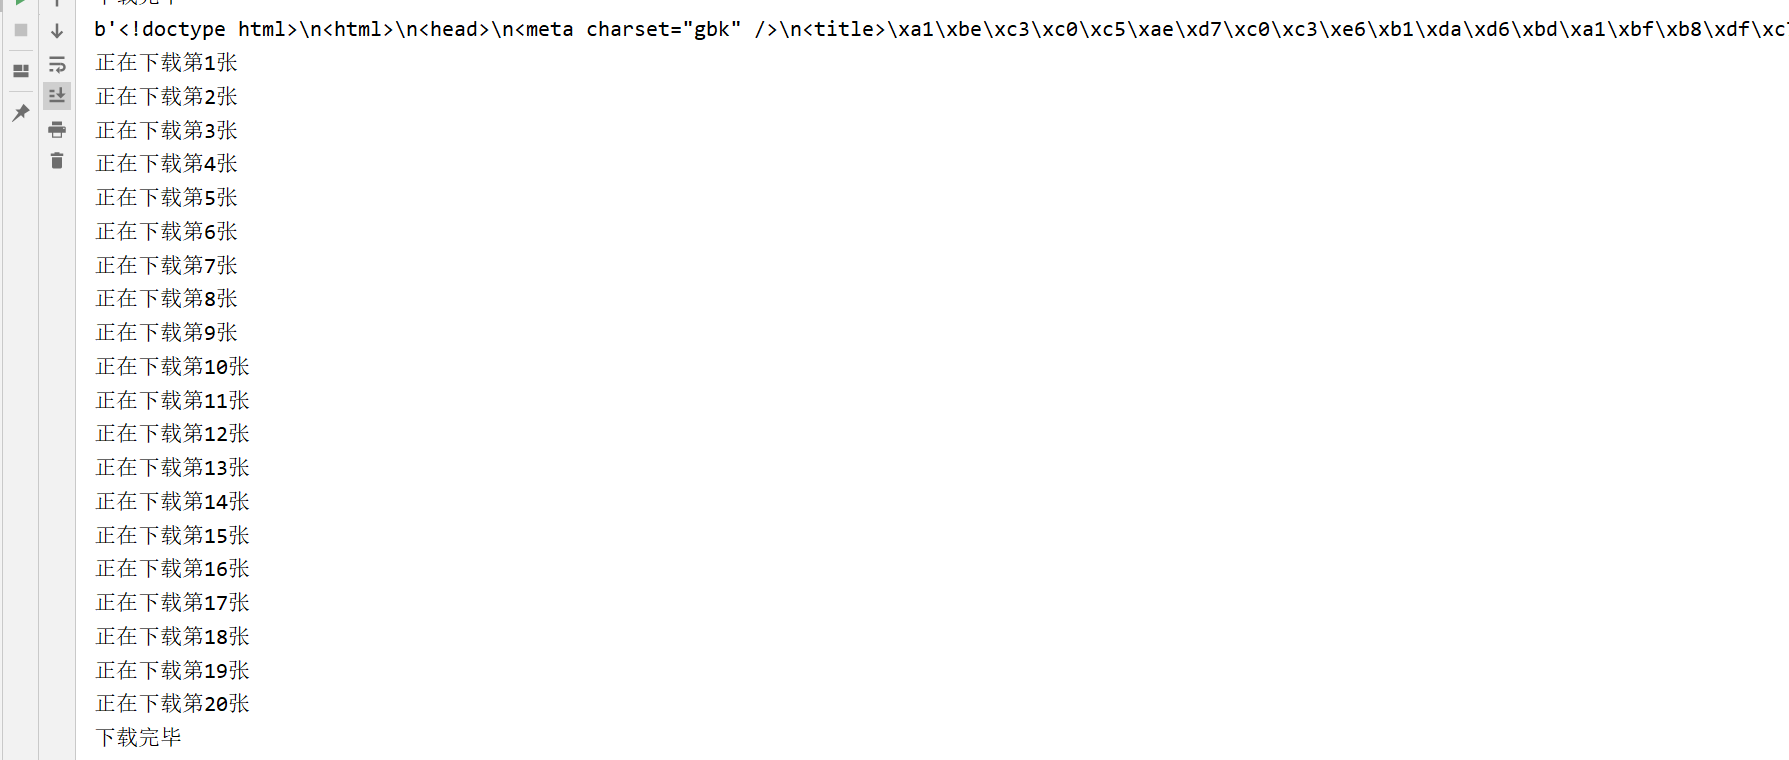 下载完毕
b'<!doctype html>\n<html>\n<head>\n<meta charset="gbk" />\n<title>\xa1\xbe\xc3\xc0\xc5\xae\xd7\xc0\xc3\xe6\xb1\xda\xd6\xbd\xa1\xbf\xb8\xdf\xc
正在下载第1张
正在下载第2张
正在下载第3张
正在下载第4张
正在下载第5张
正在下载第6张
正在下载第7张
正在下载第8张
正在下载第9张
正在下载第10张
正在下载第11张
正在下载第12张
正在下载第13张
正在下载第14张
正在下载第15张
正在下载第16张
正在下载第17张
正在下载第18张
正在下载第19张
正在下载第20张
下载完毕